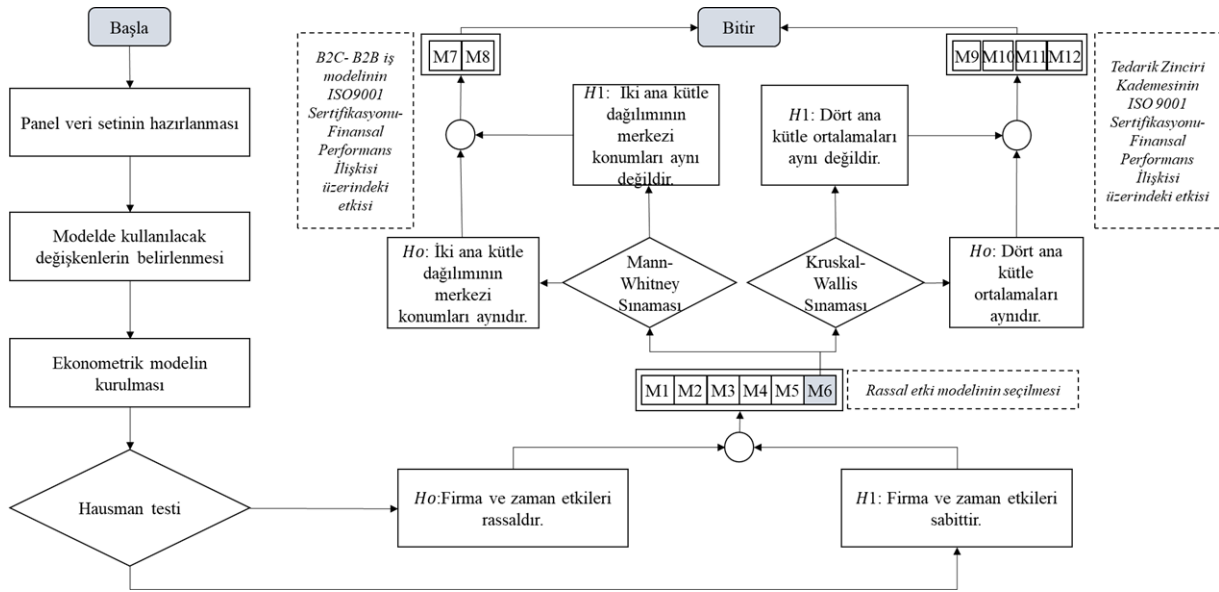 Başla
Panel veri setinin hazırlanması
Modelde kullanılacak
değişkenlerin belirlenmesi
Ekonometrik modelin
kurulması
Hausman testi
B2C- B2B iş
modelinin
ISO9001
Sertifikasyonu-
Finansal
Performans
İlişkisi
üzerindeki
etkisi
M7 M8
Bitir
M9 M10 M11 M12
Tedarik Zinciri
Kademesinin
ISO 9001
Sertifikasyonu-
Finansal
Performans
İlişkisi
üzerindeki etkisi
H1: Iki ana kütle
dağılımının
merkezi
konumları aynı
değildir.
H1: Dört ana
kütle ortalamaları
aynı değildir.
Ho: İki ana kütle
dağılımının
merkezi
konumları aynıdır.
Mann-
Whitney
Sınaması
Kruskal-
Wallis
Sınaması
Ho: Dört ana
kütle
ortalamaları
aynıdır.
M1 M2 M3 M4 M5 M6
Rassal etki modelinin seçilmesi
Ho:Firma ve zaman etkileri
rassaldır.
H1: Firma ve zaman etkileri
sabittir.